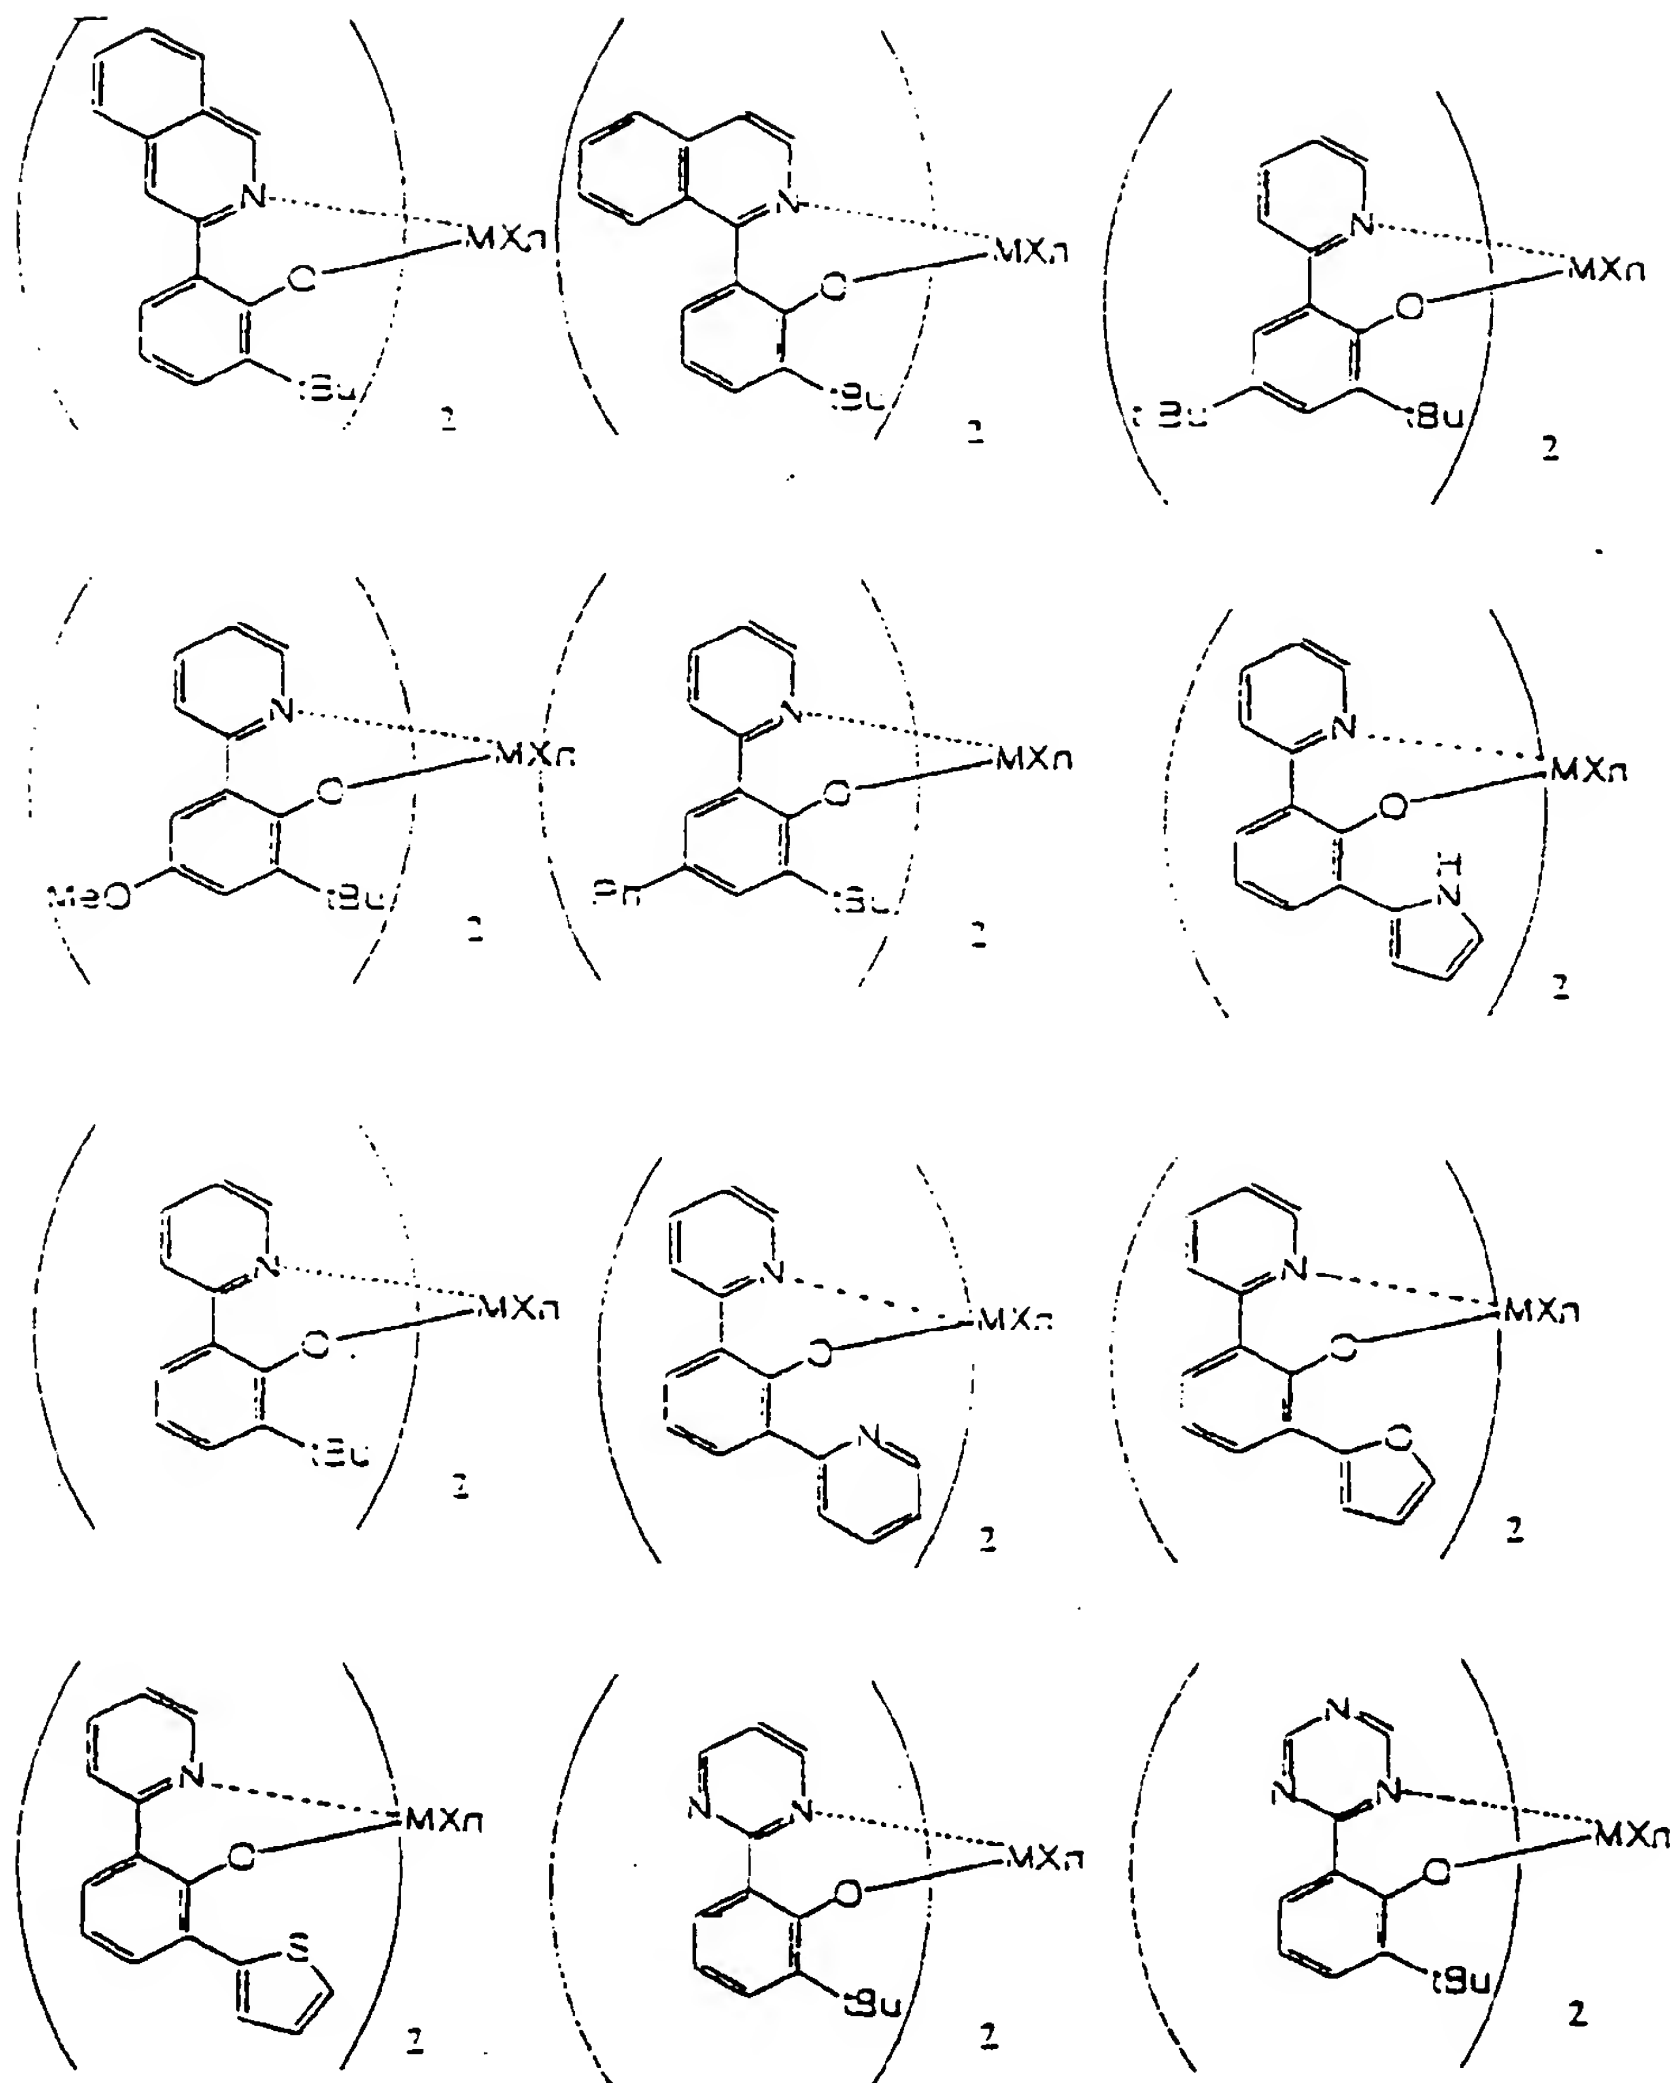 N MXn O tBu 2
N MXn O tBu 2
N MXn O tBu tBu 2
N MXn O MeO tBu 2
N MXn O Ph tBu 2
N MXn O H N 2
N MXn O tBu 2
N MXn O N 2
N MXn O O 2
N MXn O S 2
N N MXn O tBu 2
N N N MXn O tBu 2